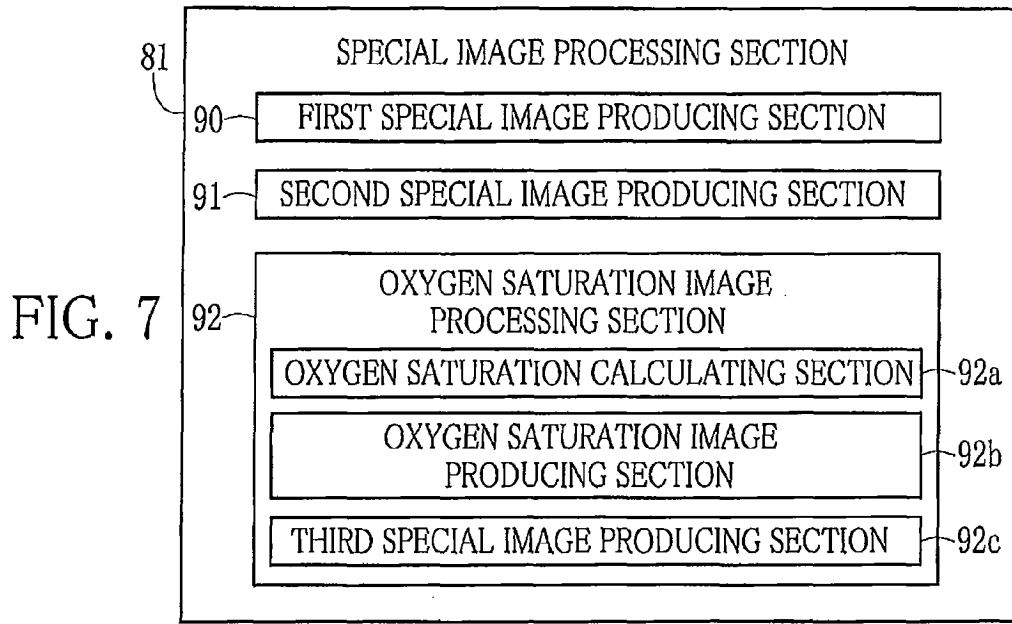 SPECIAL IMAGE PROCESSING SECTION
81
90
FIRST SPECIAL IMAGE PRODUCING SECTION
91
SECOND SPECIAL IMAGE PRODUCING SECTION
FIG. 7
92
OXYGEN SATURATION IMAGE
PROCESSING SECTION
OXYGEN SATURATION CALCULATING SECTION
92a
OXYGEN SATURATION IMAGE
PRODUCING SECTION
92b
THIRD SPECIAL IMAGE PRODUCING SECTION
92c